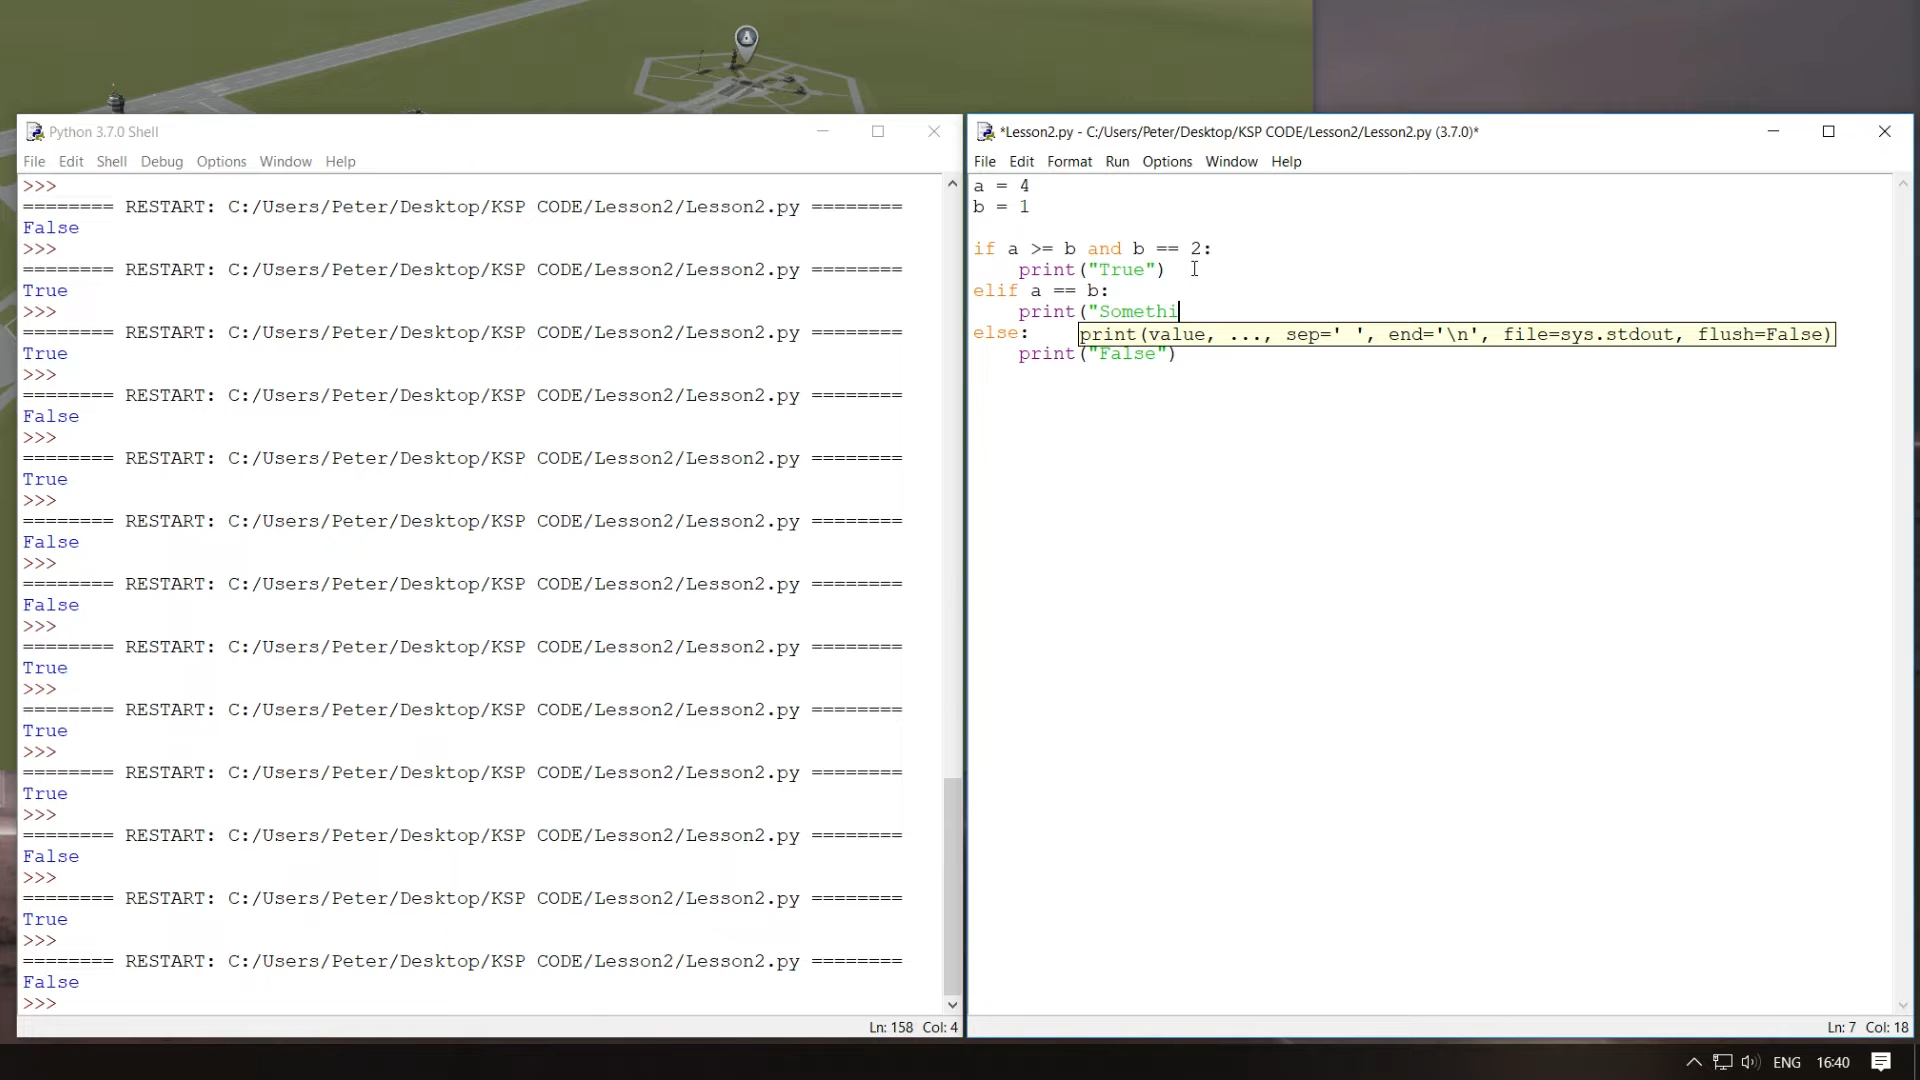 Python 3.7.0 Shell
File Edit Shell Debug Options Window Help
>>>
======== RESTART: C:/Users/Peter/Desktop/KSP CODE/Lesson2/Lesson2.py ========
False
>>>
======== RESTART: C:/Users/Peter/Desktop/KSP CODE/Lesson2/Lesson2.py ========
True
>>>
======== RESTART: C:/Users/Peter/Desktop/KSP CODE/Lesson2/Lesson2.py ========
True
>>>
======== RESTART: C:/Users/Peter/Desktop/KSP CODE/Lesson2/Lesson2.py ========
False
>>>
======== RESTART: C:/Users/Peter/Desktop/KSP CODE/Lesson2/Lesson2.py ========
True
>>>
======== RESTART: C:/Users/Peter/Desktop/KSP CODE/Lesson2/Lesson2.py ========
False
>>>
======== RESTART: C:/Users/Peter/Desktop/KSP CODE/Lesson2/Lesson2.py ========
False
>>>
======== RESTART: C:/Users/Peter/Desktop/KSP CODE/Lesson2/Lesson2.py ========
True
>>>
======== RESTART: C:/Users/Peter/Desktop/KSP CODE/Lesson2/Lesson2.py ========
True
>>>
======== RESTART: C:/Users/Peter/Desktop/KSP CODE/Lesson2/Lesson2.py ========
True
>>>
======== RESTART: C:/Users/Peter/Desktop/KSP CODE/Lesson2/Lesson2.py ========
False
>>>
======== RESTART: C:/Users/Peter/Desktop/KSP CODE/Lesson2/Lesson2.py ========
True
>>>
======== RESTART: C:/Users/Peter/Desktop/KSP CODE/Lesson2/Lesson2.py ========
False
>>>
Ln: 158 Col: 4
*Lesson2.py - C:/Users/Peter/Desktop/KSP CODE/Lesson2/Lesson2.py (3.7.0)*
File Edit Format Run Options Window Help
a = 4
b = 1
if a >= b and b == 2:
    print("True")
elif a == b:
    print("Somethi
else:
print(value, ..., sep=' ', end='\n', file=sys.stdout, flush=False)
    print("False")
Ln: 7 Col: 18
ENG 16:40